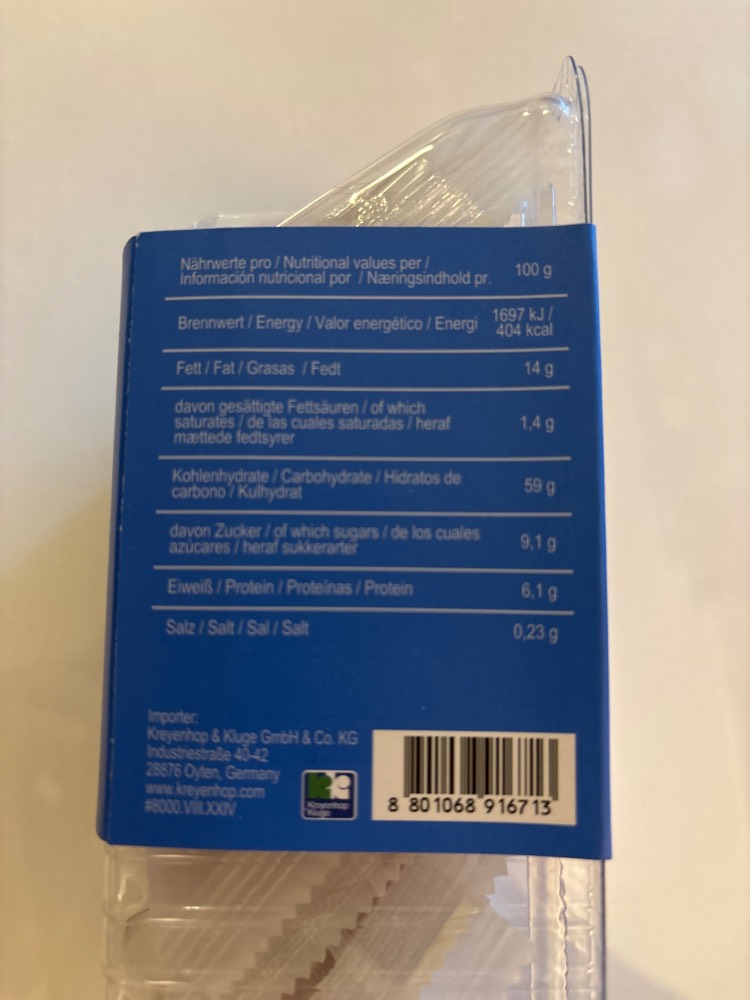 Nährwerte pro / Nutritional values per /
Información nutricional por / Næringsindhold pr.
100 g
Brennwert / Energy / Valor energético / Energi
1697 kJ /
404 kcal
Fett / Fat / Grasas / Fedt
14 g
davon gesättigte Fettsäuren / of which
saturates / de las cuales saturadas / heraf
mættede fedtsyrer
1,4 g
Kohlenhydrate / Carbohydrate / Hidratos de
carbono / Kulhydrat
59 g
davon Zucker / of which sugars / de los cuales
azúcares / heraf sukkerarter
9,1 g
Eiweiß / Protein / Proteínas / Protein
6,1 g
Salz / Salt / Sal / Salt
0,23 g
Importer:
Kreyenhop & Kluge GmbH & Co. KG
Industriestraße 40-42
28876 Oyten, Germany
www.kreyenhop.com
#8000.VIII.XXIV
Kreyenhop
Kluge
8 801068 916713